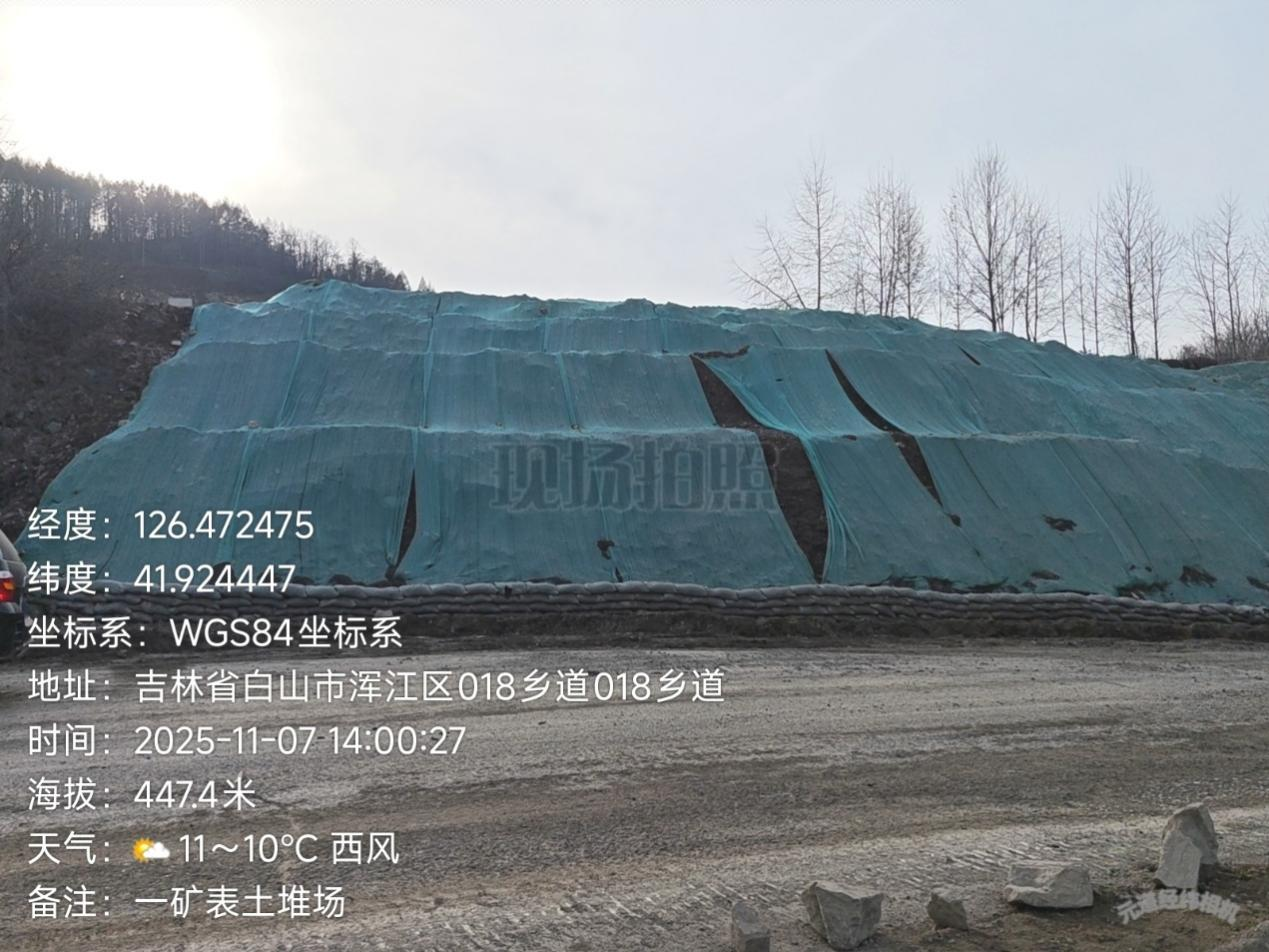 现场拍照
经度：126.472475
纬度：41.924447
坐标系：WGS84坐标系
地址：吉林省白山市浑江区018乡道018乡道
时间：2025-11-07 14:00:27
海拔：447.4米
天气：11~10℃ 西风
备注：一矿表土堆场
元道经纬相机